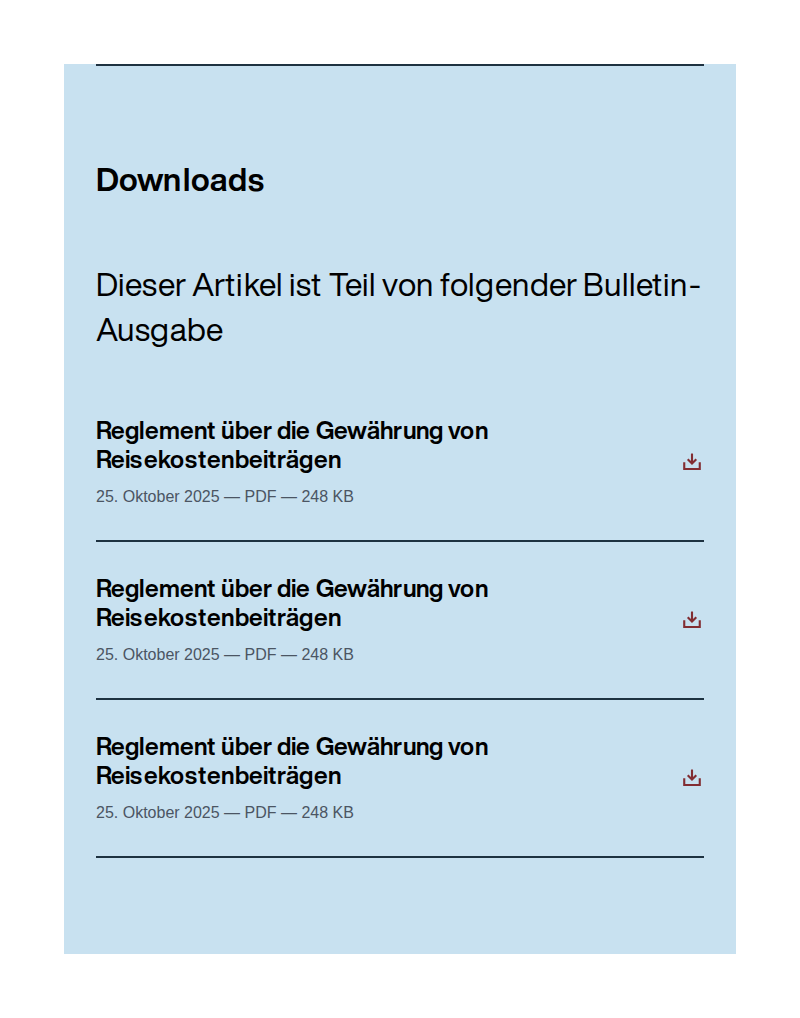 Downloads
Dieser Artikel ist Teil von folgender Bulletin-
Ausgabe
Reglement über die Gewährung von
Reisekostenbeiträgen
25. Oktober 2025 — PDF — 248 KB
Reglement über die Gewährung von
Reisekostenbeiträgen
25. Oktober 2025 — PDF — 248 KB
Reglement über die Gewährung von
Reisekostenbeiträgen
25. Oktober 2025 — PDF — 248 KB